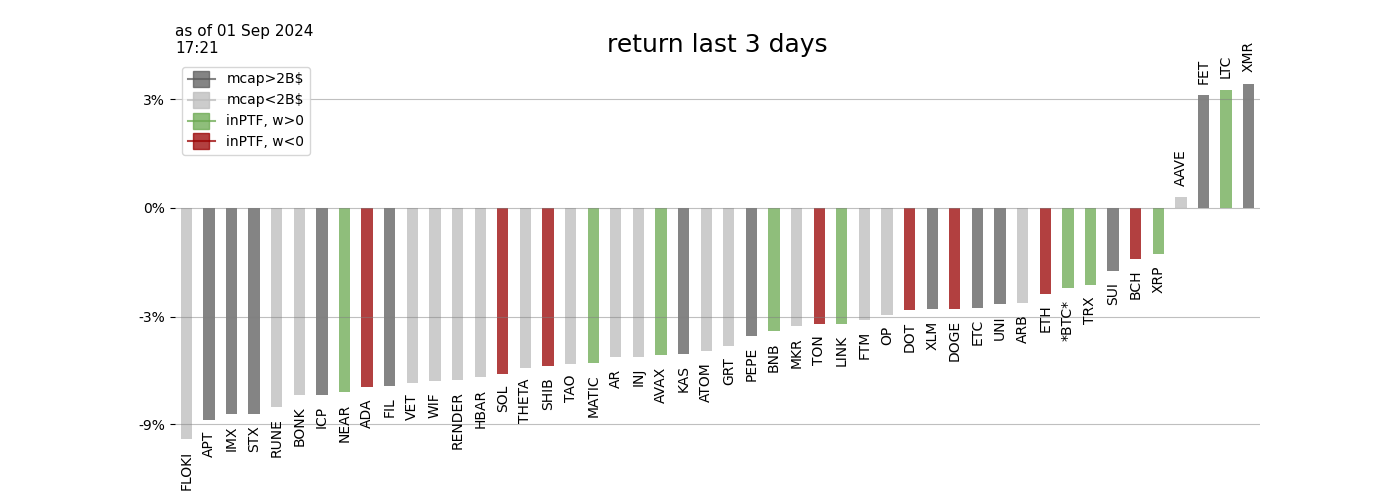 as of 01 Sep 2024
17:21
return last 3 days
mcap>2B$
mcap<2B$
inPTF, w>0
inPTF, w<0
3%
0%
-3%
-9%
FLOKI
APT
IMX
STX
RUNE
BONK
ICP
NEAR
ADA
FIL
VET
WIF
RENDER
HBAR
SOL
THETA
SHIB
TAO
MATIC
AR
INJ
AVAX
KAS
ATOM
GRT
PEPE
BNB
MKR
TON
LINK
FTM
OP
DOT
XLM
DOGE
ETC
UNI
ARB
ETH
*BTC*
TRX
SUI
BCH
XRP
AAVE
FET
LTC
XMR